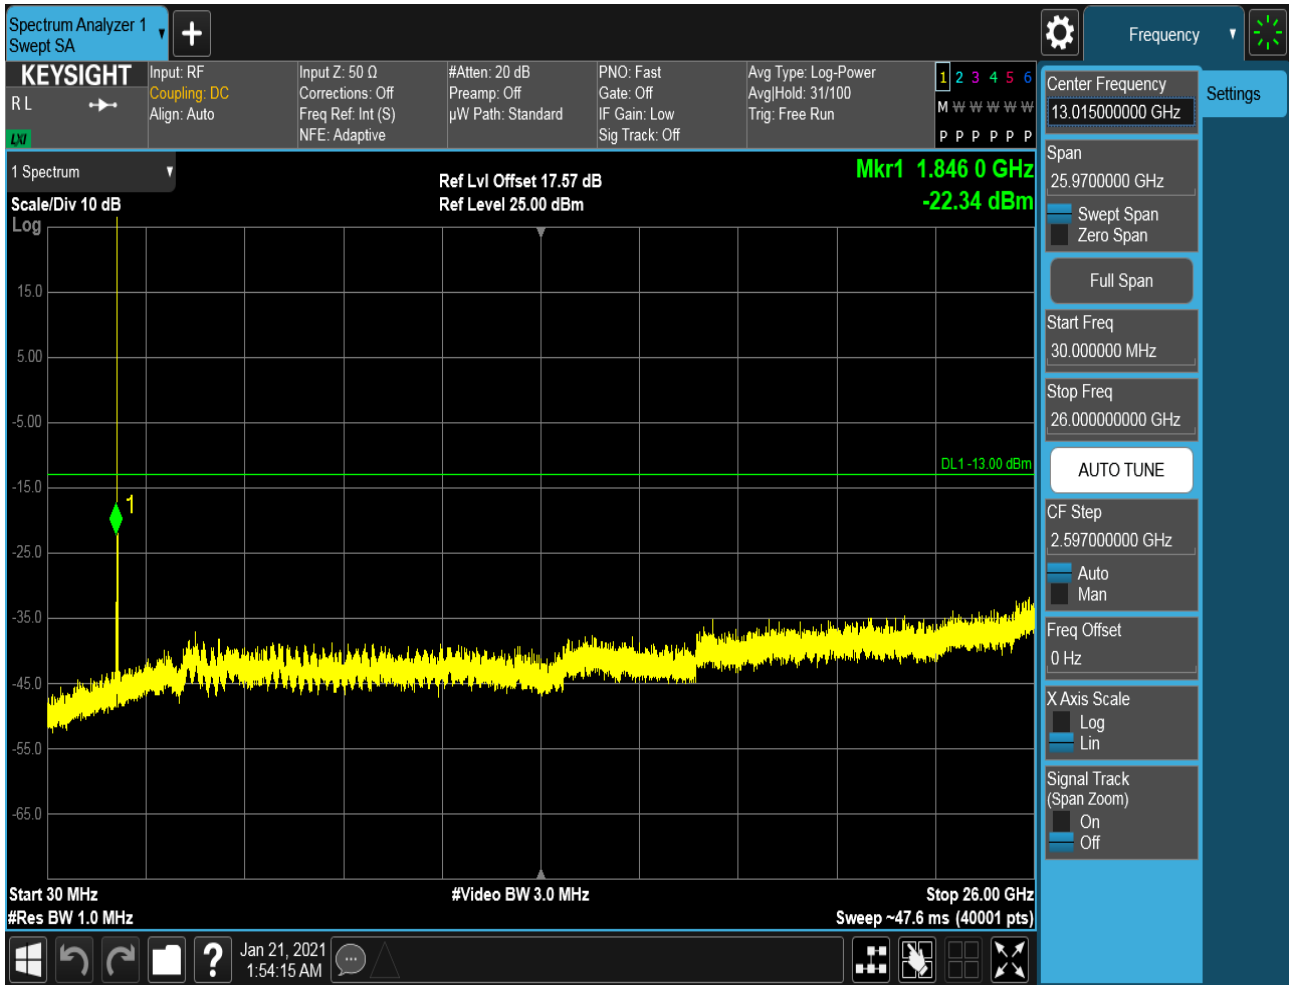 Spectrum Analyzer 1
Swept SA
Frequency
KEYSIGHT
R L
LXI
Input: RF
Coupling: DC
Align: Auto
Input Z: 50 Ω
Corrections: Off
Freq Ref: Int (S)
NFE: Adaptive
#Atten: 20 dB
Preamp: Off
µW Path: Standard
PNO: Fast
Gate: Off
IF Gain: Low
Sig Track: Off
Avg Type: Log-Power
Avg|Hold: 31/100
Trig: Free Run
1 2 3 4 5 6
M W W W W W
P P P P P P
1 Spectrum
Scale/Div 10 dB
Log
Ref Lvl Offset 17.57 dB
Ref Level 25.00 dBm
Mkr1 1.846 0 GHz
-22.34 dBm
15.0
5.00
-5.00
DL1 -13.00 dBm
-15.0
1
-25.0
-35.0
-45.0
-55.0
-65.0
Start 30 MHz
#Video BW 3.0 MHz
Stop 26.00 GHz
#Res BW 1.0 MHz
Sweep ~47.6 ms (40001 pts)
?
Jan 21, 2021
1:54:15 AM
Center Frequency
13.015000000 GHz
Settings
Span
25.9700000 GHz
Swept Span
Zero Span
Full Span
Start Freq
30.000000 MHz
Stop Freq
26.000000000 GHz
AUTO TUNE
CF Step
2.597000000 GHz
Auto
Man
Freq Offset
0 Hz
X Axis Scale
Log
Lin
Signal Track
(Span Zoom)
On
Off